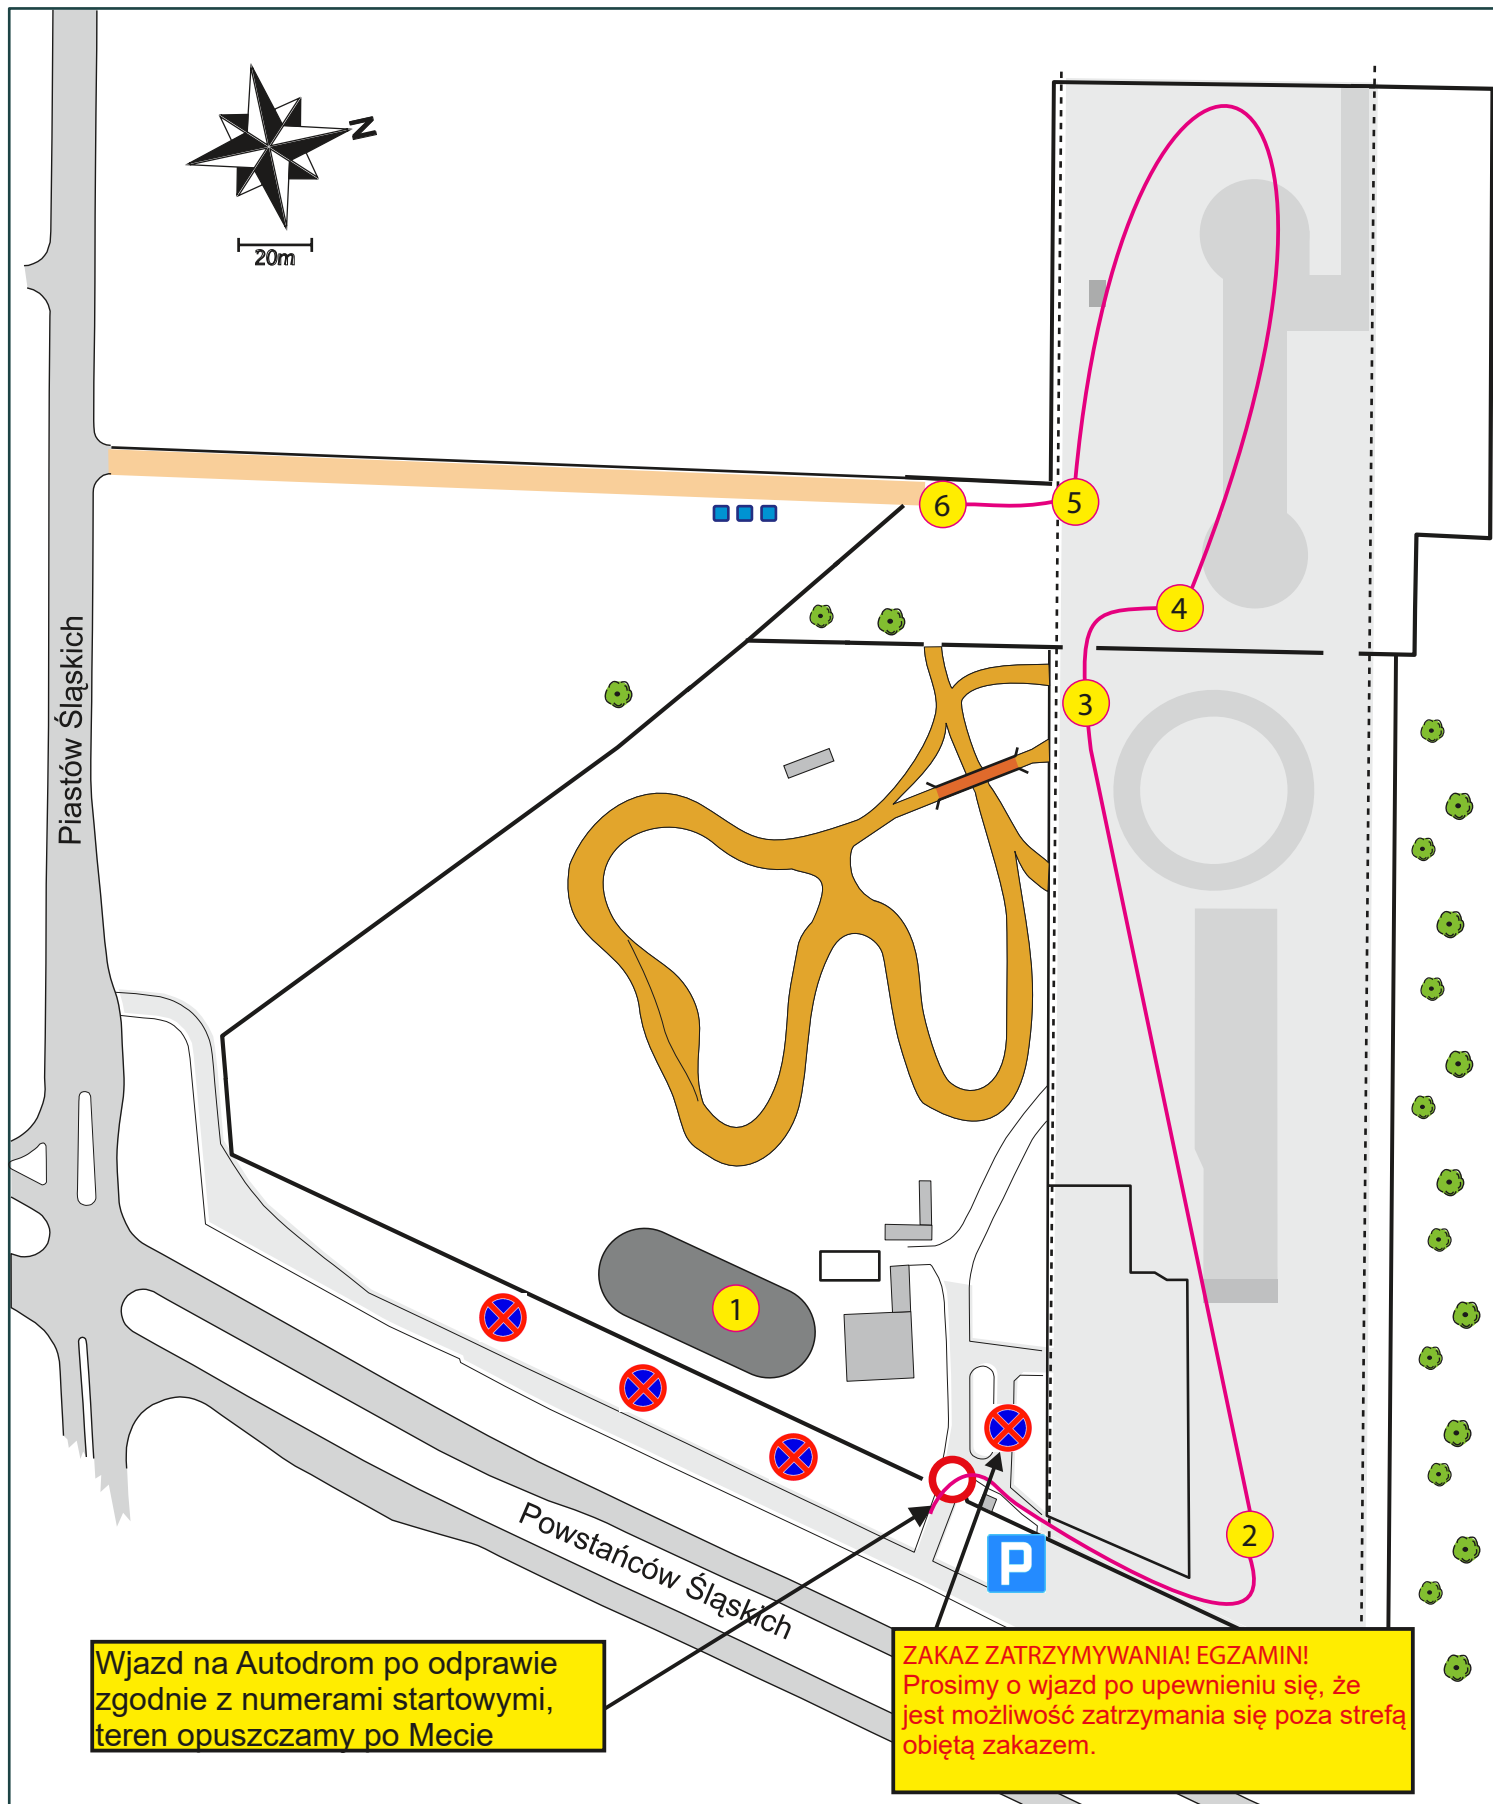 N
20m
6
5
4
3
Piastów Śląskich
1
2
P
Powstańców Śląskich
Wjazd na Autodrom po odprawie
zgodnie z numerami startowymi,
teren opuszczamy po Mecie
ZAKAZ ZATRZYMYWANIA! EGZAMIN!
Prosimy o wjazd po upewnieniu się, że
jest możliwość zatrzymania się poza strefą
obiętą zakazem.